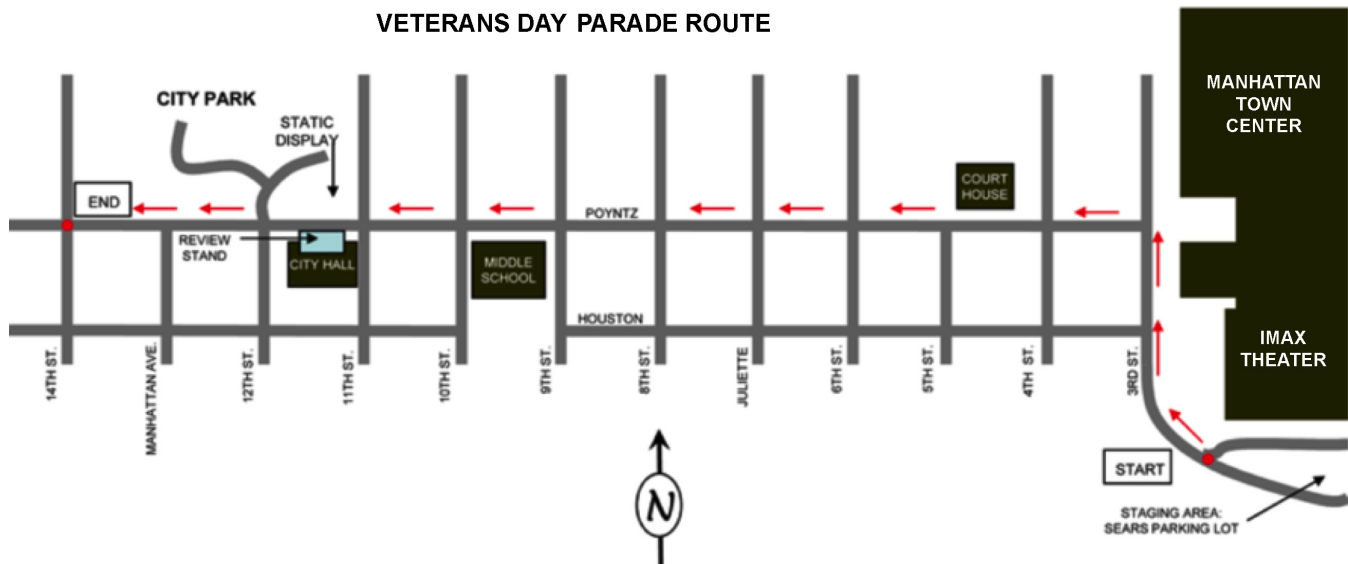 VETERANS DAY PARADE ROUTE
MANHATTAN
TOWN
CENTER
CITY PARK
STATIC
DISPLAY
COURT
HOUSE
END
POYNTZ
REVIEW
STAND
CITY HALL
MIDDLE
SCHOOL
HOUSTON
IMAX
THEATER
14TH ST.
MANHATTAN AVE.
12TH ST.
11TH ST.
10TH ST.
9TH ST.
8TH ST.
JULIETTE
6TH ST.
5TH ST.
4TH ST.
3RD ST.
START
N
STAGING AREA:
SEARS PARKING LOT